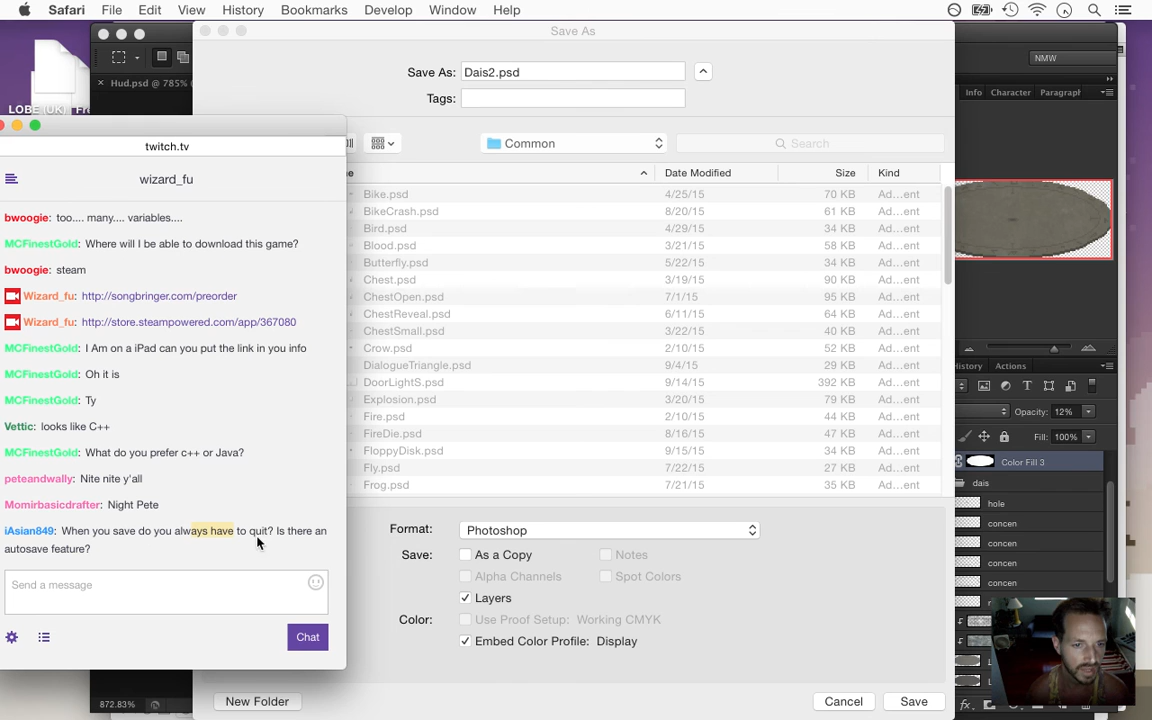 Safari File Edit View History Bookmarks Develop Window Help
Save As
NMW
Hud.psd @ 785%
Save As: Dais2.psd
Tags:
Info Character Paragraph
LOBE (UK)
twitch.tv
Common
Search
wizard_fu
Date Modified Size Kind
Bike.psd 4/25/15 70 KB Ad...ent
BikeCrash.psd 8/20/15 61 KB Ad...ent
Bird.psd 4/29/15 34 KB Ad...ent
Blood.psd 3/21/15 58 KB Ad...ent
Butterfly.psd 5/22/15 34 KB Ad...ent
Chest.psd 3/19/15 90 KB Ad...ent
ChestOpen.psd 7/1/15 95 KB Ad...ent
ChestReveal.psd 6/11/15 64 KB Ad...ent
ChestSmall.psd 3/22/15 40 KB Ad...ent
Crow.psd 2/10/15 52 KB Ad...ent
DialogueTriangle.psd 9/4/15 29 KB Ad...ent
DoorLightS.psd 9/14/15 392 KB Ad...ent
Explosion.psd 3/20/15 79 KB Ad...ent
Fire.psd 2/10/15 44 KB Ad...ent
FireDie.psd 8/16/15 47 KB Ad...ent
FloppyDisk.psd 9/15/15 34 KB Ad...ent
Fly.psd 7/22/15 27 KB Ad...ent
Frog.psd 7/21/15 35 KB Ad...ent
bwoogie: too.... many.... variables....
MCFinestGold: Where will I be able to download this game?
bwoogie: steam
Wizard_fu: http://songbringer.com/preorder
Wizard_fu: http://store.steampowered.com/app/367080
MCFinestGold: I Am on a iPad can you put the link in you info
MCFinestGold: Oh it is
MCFinestGold: Ty
Vettic: looks like C++
MCFinestGold: What do you prefer c++ or Java?
peteandwally: Nite nite y'all
Momirbasicdrafter: Night Pete
iAsian849: When you save do you always have to quit? Is there an
autosave feature?
Send a message
Chat
Format: Photoshop
Save: As a Copy Notes
Alpha Channels Spot Colors
Layers
Color: Use Proof Setup: Working CMYK
Embed Color Profile: Display
New Folder
Cancel
Save
872.83%
History Actions
Opacity: 12%
Fill: 100%
Color Fill 3
dais
hole
concen
concen
concen
concen
fx